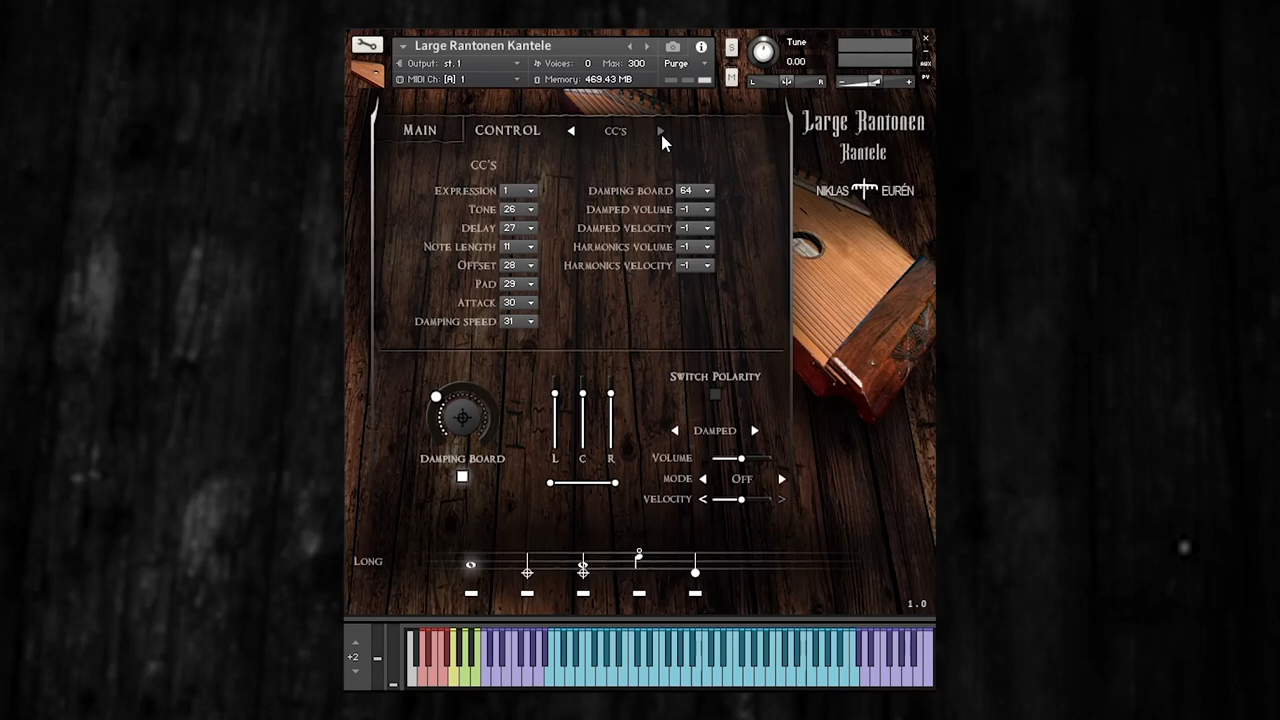 Large Rantonen Kantele
Output: st. 1
Voices: 0 Max: 300
Purge
MIDI Ch: [A] 1
Memory: 469.43 MB
S
M
Tune
0.00
L R
- +
AUX
PV
MAIN
CONTROL
CC'S
Large Rantonen
Kantele
NIKLAS EURÉN
CC'S
EXPRESSION 1
TONE 26
DELAY 27
NOTE LENGTH 11
OFFSET 28
PAD 29
ATTACK 30
DAMPING SPEED 31
DAMPING BOARD 64
DAMPED VOLUME -1
DAMPED VELOCITY -1
HARMONICS VOLUME -1
HARMONICS VELOCITY -1
DAMPING BOARD
L C R
SWITCH POLARITY
DAMPED
VOLUME
MODE OFF
VELOCITY < >
LONG
1.0
+2